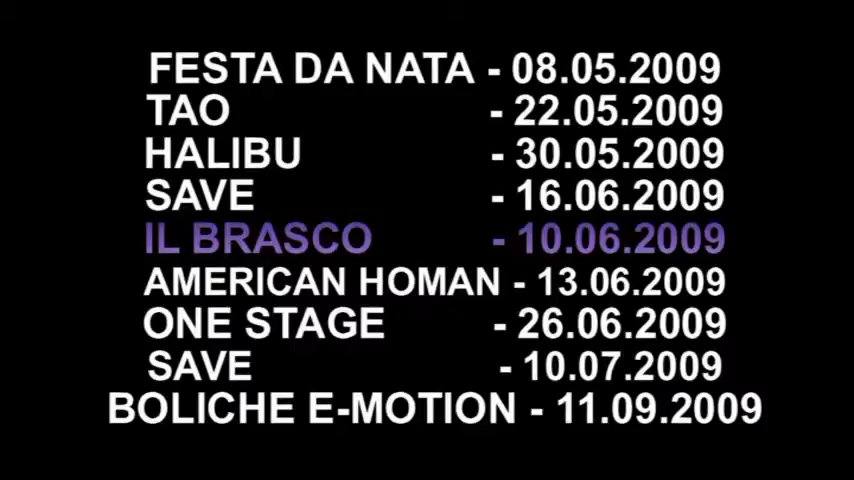 FESTA DA NATA - 08.05.2009
TAO - 22.05.2009
HALIBU - 30.05.2009
SAVE - 16.06.2009
IL BRASCO - 10.06.2009
AMERICAN HOMAN - 13.06.2009
ONE STAGE - 26.06.2009
SAVE - 10.07.2009
BOLICHE E-MOTION - 11.09.2009